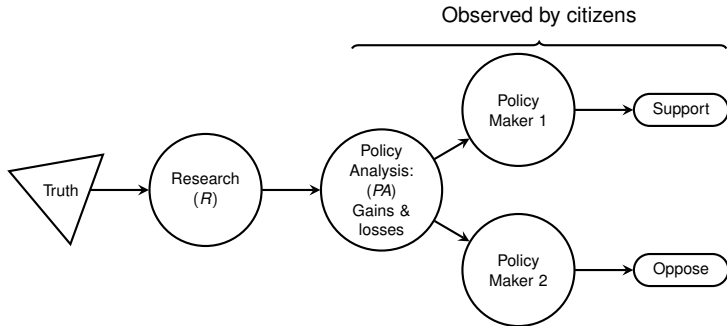 Observed by citizens
Truth
Research
(R)
Policy
Analysis:
(PA)
Gains &
losses
Policy
Maker 1
Support
Policy
Maker 2
Oppose